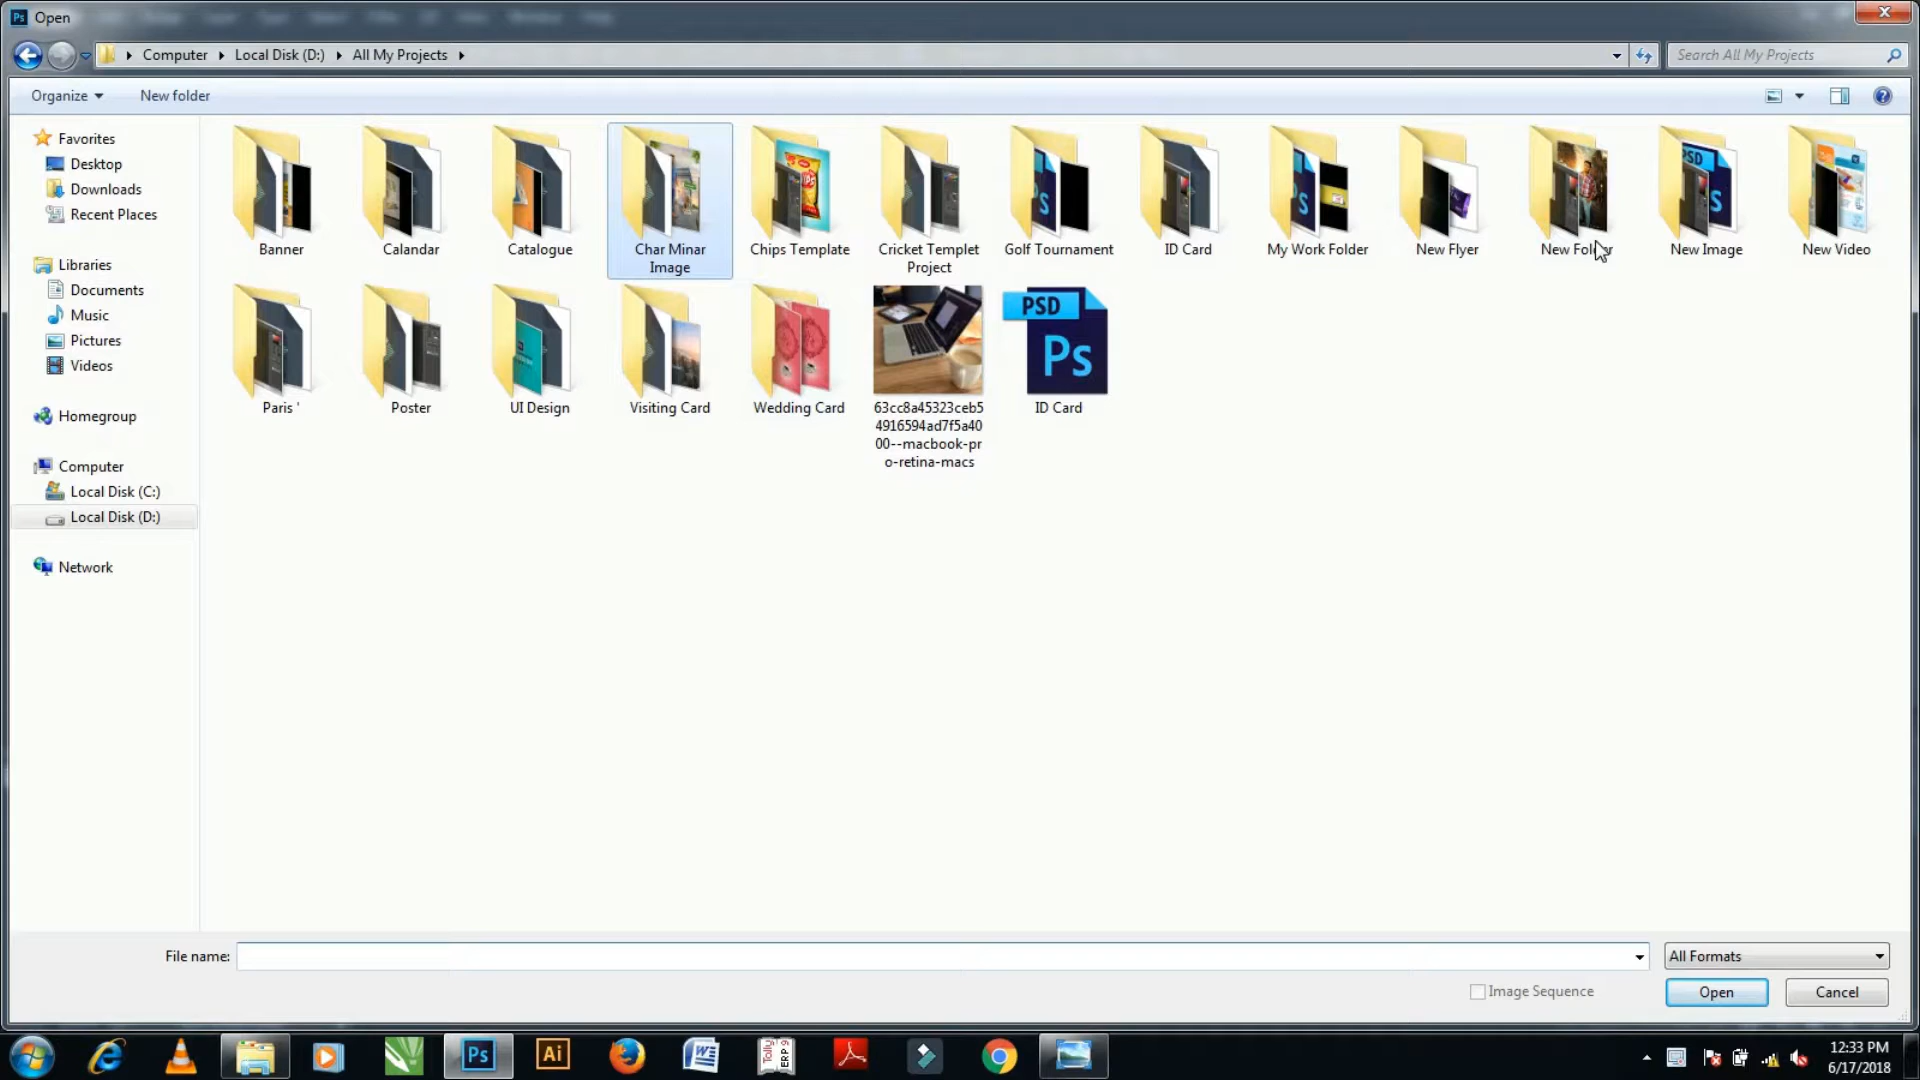 Open
Computer
Local Disk (D:)
All My Projects
Search All My Projects
Organize
New folder
Favorites
Desktop
Downloads
Recent Places
Libraries
Documents
Music
Pictures
Videos
Homegroup
Computer
Local Disk (C:)
Local Disk (D:)
Network
Banner
Calandar
Catalogue
Char Minar
Image
Chips Template
Cricket Templet
Project
Golf Tournament
ID Card
My Work Folder
New Flyer
New Folder
New Image
New Video
Paris '
Poster
UI Design
Visiting Card
Wedding Card
63cc8a45323ceb5
4916594ad7f5a40
00--macbook-pr
o-retina-macs
PSD
Ps
ID Card
File name:
All Formats
Image Sequence
Open
Cancel
Ps
Ai
Tally
ERP 9
12:33 PM
6/17/2018